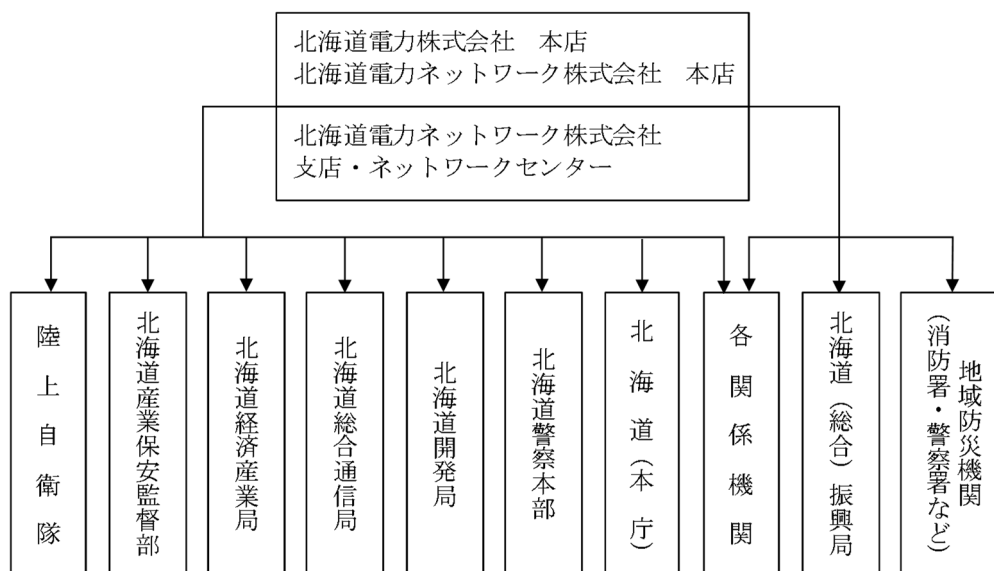 北海道電力株式会社　本店
北海道電力ネットワーク株式会社　本店
北海道電力ネットワーク株式会社
支店・ネットワークセンター
陸上自衛隊
北海道産業保安監督部
北海道経済産業局
北海道総合通信局
北海道開発局
北海道警察本部
北海道（本庁）
各関係機関
北海道（総合）振興局
地域防災機関
（消防署・警察署など）